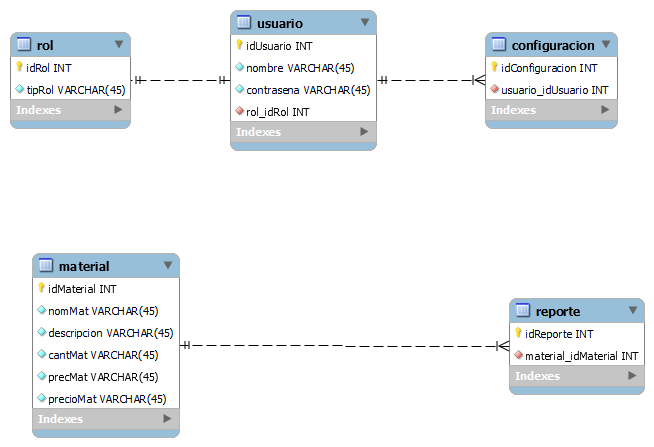 rol
idRol INT
tipRol VARCHAR(45)
Indexes
usuario
idUsuario INT
nombre VARCHAR(45)
contrasena VARCHAR(45)
rol_idRol INT
Indexes
configuracion
idConfiguracion INT
usuario_idUsuario INT
Indexes
material
idMaterial INT
nomMat VARCHAR(45)
descripcion VARCHAR(45)
cantMat VARCHAR(45)
precMat VARCHAR(45)
precioMat VARCHAR(45)
Indexes
reporte
idReporte INT
material_idMaterial INT
Indexes